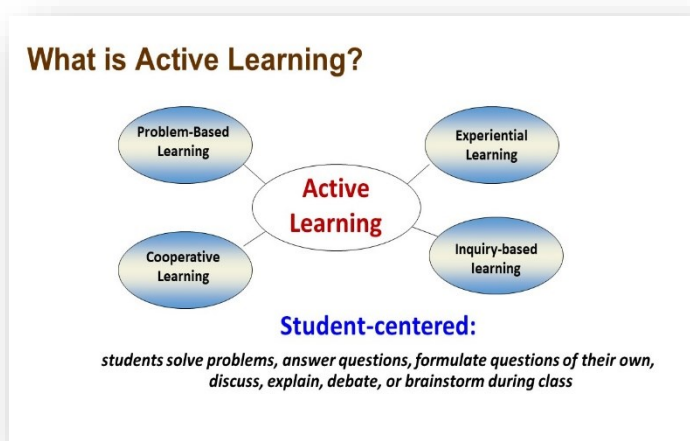 What is Active Learning?
Problem-Based
Learning
Experiential
Learning
Active
Learning
Cooperative
Learning
Inquiry-based
learning
Student-centered:
students solve problems, answer questions, formulate questions of their own,
discuss, explain, debate, or brainstorm during class